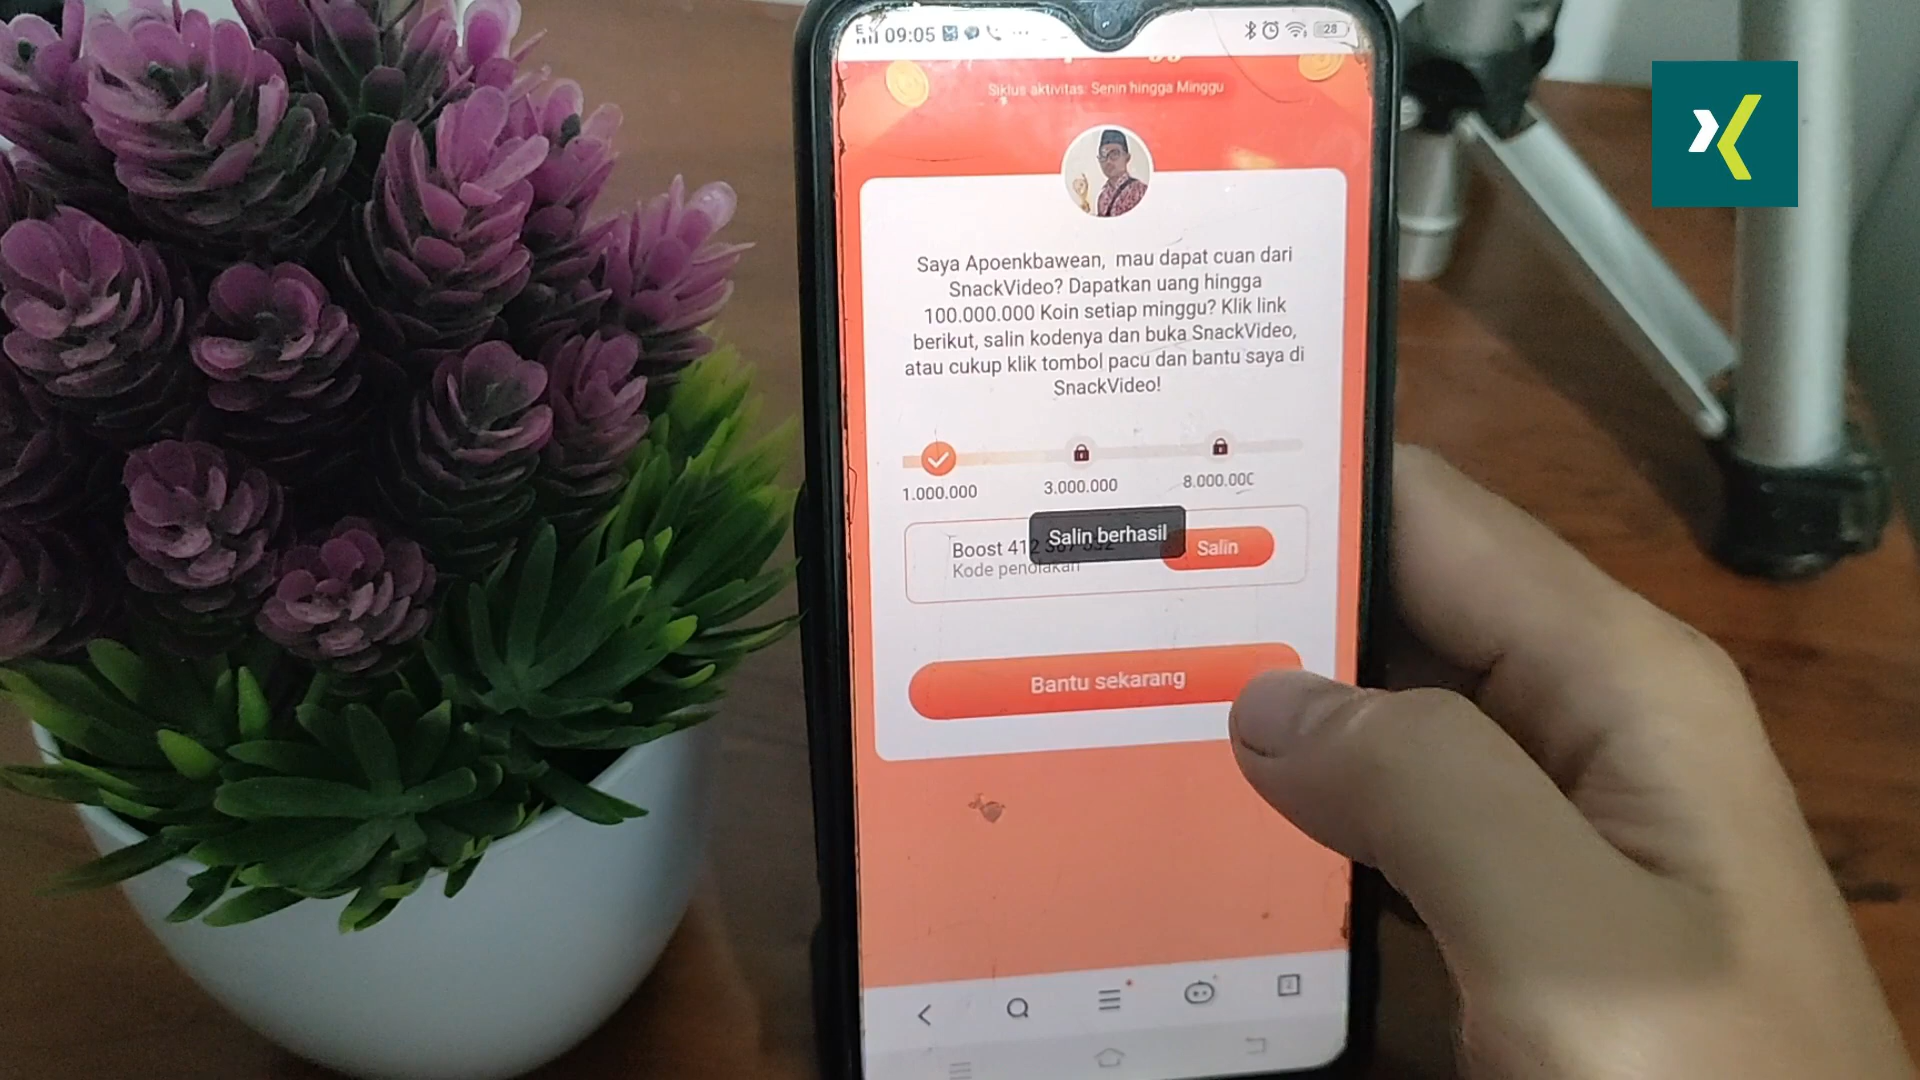 09:05
28
Siklus aktivitas: Senin hingga Minggu
Saya Apoenkbawean, mau dapat cuan dari
SnackVideo? Dapatkan uang hingga
100.000.000 Koin setiap minggu? Klik link
berikut, salin kodenya dan buka SnackVideo,
atau cukup klik tombol pacu dan bantu saya di
SnackVideo!
1.000.000
3.000.000
8.000.000
Boost 412
Salin berhasil
Salin
Kode penolakan
Bantu sekarang
2